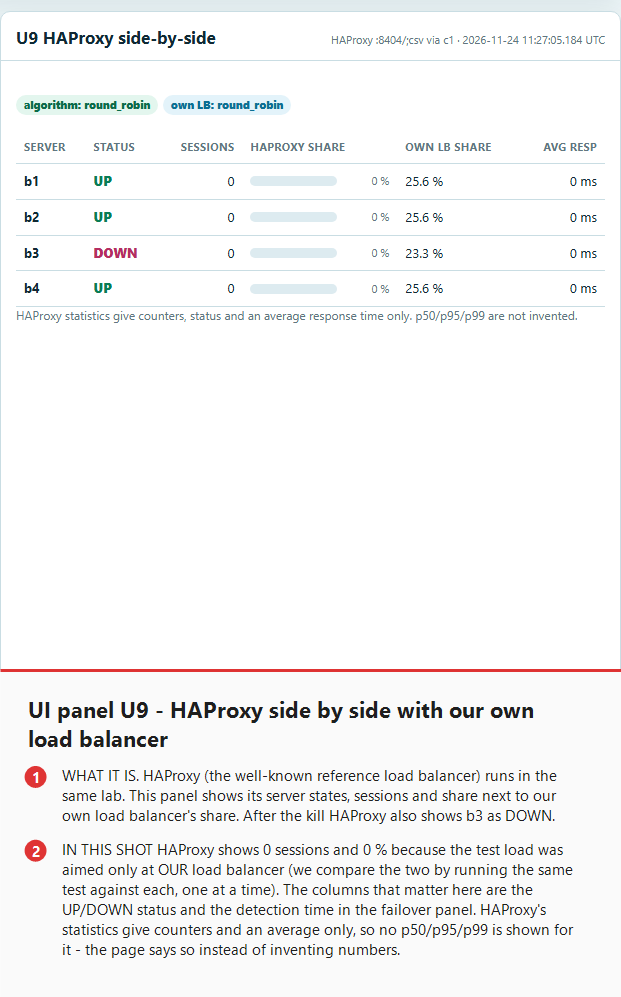 U9 HAProxy side-by-side
HAProxy :8404/;csv via c1 · 2026-11-24 11:27:05.184 UTC
algorithm: round_robin own LB: round_robin
SERVER STATUS SESSIONS HAPROXY SHARE OWN LB SHARE AVG RESP
b1 UP 0 0 % 25.6 % 0 ms
b2 UP 0 0 % 25.6 % 0 ms
b3 DOWN 0 0 % 23.3 % 0 ms
b4 UP 0 0 % 25.6 % 0 ms
HAProxy statistics give counters, status and an average response time only. p50/p95/p99 are not invented.
UI panel U9 - HAProxy side by side with our own
load balancer
1 WHAT IT IS. HAProxy (the well-known reference load balancer) runs in the
same lab. This panel shows its server states, sessions and share next to our
own load balancer's share. After the kill HAProxy also shows b3 as DOWN.
2 IN THIS SHOT HAProxy shows 0 sessions and 0 % because the test load was
aimed only at OUR load balancer (we compare the two by running the same
test against each, one at a time). The columns that matter here are the
UP/DOWN status and the detection time in the failover panel. HAProxy's
statistics give counters and an average only, so no p50/p95/p99 is shown for
it - the page says so instead of inventing numbers.